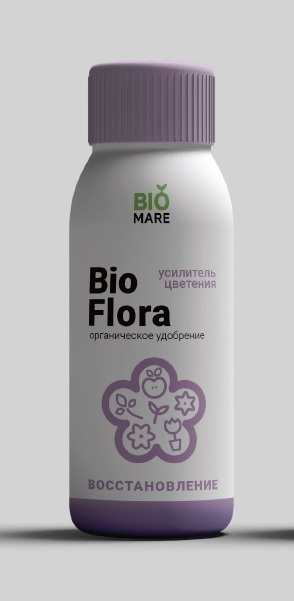 BIO
MARE
Bio
Flora
усилитель
цветения
органическое удобрение
ВОССТАНОВЛЕНИЕ